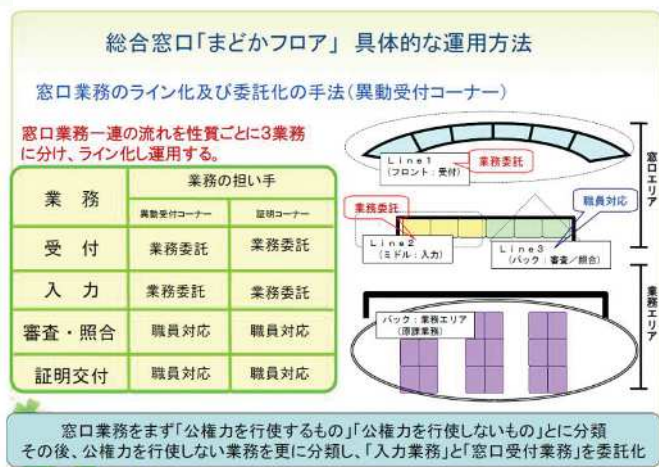 総合窓口「まどかフロア」 具体的な運用方法
窓口業務のライン化及び委託化の手法(異動受付コーナー)
窓口業務一連の流れを性質ごとに3業務
に分け、ライン化し運用する。
業 務
業務の担い手
異動受付コーナー 証明コーナー
受 付 業務委託 業務委託
入 力 業務委託 業務委託
審査・照合 職員対応 職員対応
証明交付 職員対応 職員対応
Line1
(フロント:受付)
業務委託
業務委託
職員対応
Line2
(ミドル:入力)
Line3
(バック:審査/照合)
バック:業務エリア
(原課業務)
窓口エリア
業務エリア
窓口業務をまず「公権力を行使するもの」「公権力を行使しないもの」とに分類
その後、公権力を行使しない業務を更に分類し、「入力業務」と「窓口受付業務」を委託化